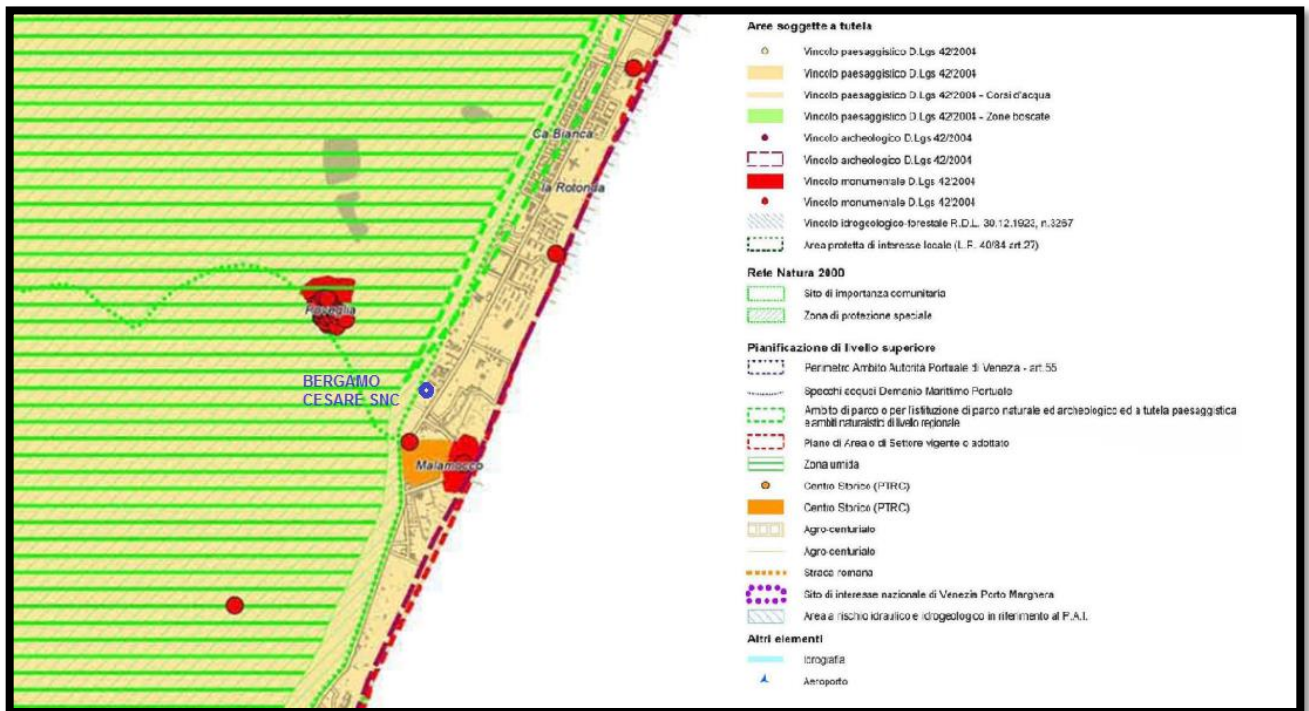 Ca Bianca
la Rotonda
Poveglia
BERGAMO
CESARE SNC
Malamocco
Aree soggette a tutela
Vincolo paesaggistico D.Lgs 42/2004
Vincolo paesaggistico D.Lgs 42/2004
Vincolo paesaggistico D.Lgs 42/2004 - Corsi d'acqua
Vincolo paesaggistico D.Lgs 42/2004 - Zone boscate
Vincolo archeologico D.Lgs 42/2004
Vincolo archeologico D.Lgs 42/2004
Vincolo monumentale D.Lgs 42/2004
Vincolo monumentale D.Lgs 42/2004
Vincolo idrogeologico-forestale R.D.L. 30.12.1923, n.3267
Area protetta di interesse locale (L.R. 40/84 art.27)
Rete Natura 2000
Sito di importanza comunitaria
Zona di protezione speciale
Pianificazione di livello superiore
Perimetro Ambito Autorità Portuale di Venezia - art.55
Specchi acquei Demanio Marittimo Portuale
Ambito di parco o per l'istituzione di parco naturale ed archeologico ed a tutela paesaggistica
e ambiti naturalistici di livello regionale
Piano di Area o di Settore vigente o adottato
Zona umida
Centro Storico (PTRC)
Centro Storico (PTRC)
Agro-centuriato
Agro-centuriato
Strada romana
Sito di interesse nazionale di Venezia Porto Marghera
Area a rischio idraulico e idrogeologico in riferimento al P.A.I.
Altri elementi
Idrografia
Aeroporto